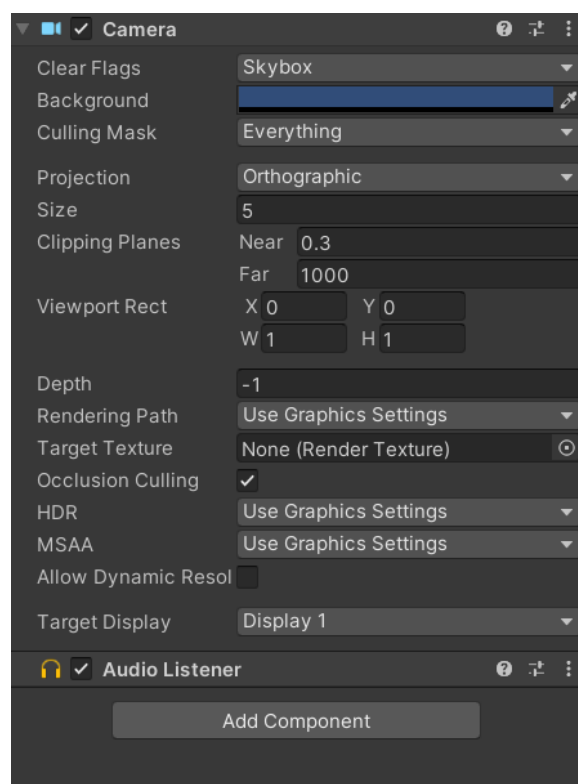 Camera
Clear Flags Skybox
Background
Culling Mask Everything
Projection Orthographic
Size 5
Clipping Planes Near 0.3
Far 1000
Viewport Rect X 0 Y 0
W 1 H 1
Depth -1
Rendering Path Use Graphics Settings
Target Texture None (Render Texture)
Occlusion Culling
HDR Use Graphics Settings
MSAA Use Graphics Settings
Allow Dynamic Resol
Target Display Display 1
Audio Listener
Add Component